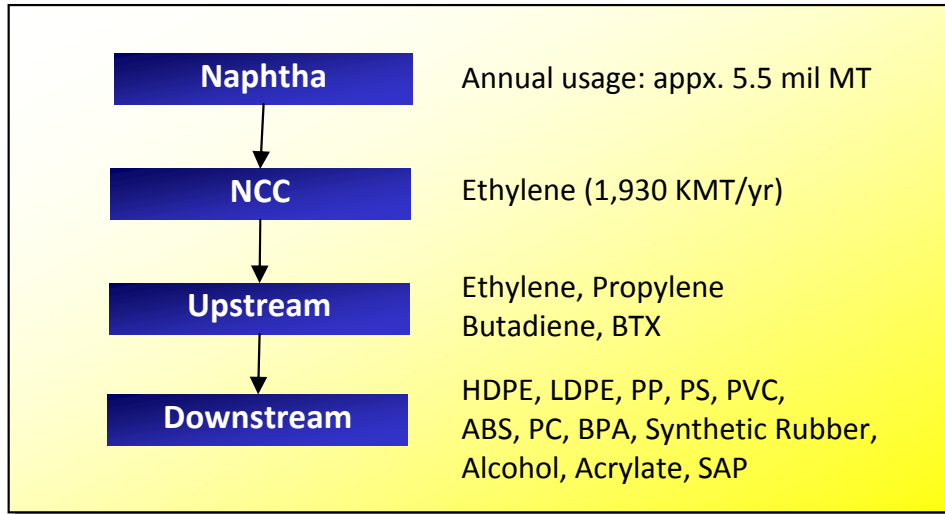 Naphtha
Annual usage: appx. 5.5 mil MT
NCC
Ethylene (1,930 KMT/yr)
Upstream
Ethylene, Propylene
Butadiene, BTX
Downstream
HDPE, LDPE, PP, PS, PVC,
ABS, PC, BPA, Synthetic Rubber,
Alcohol, Acrylate, SAP